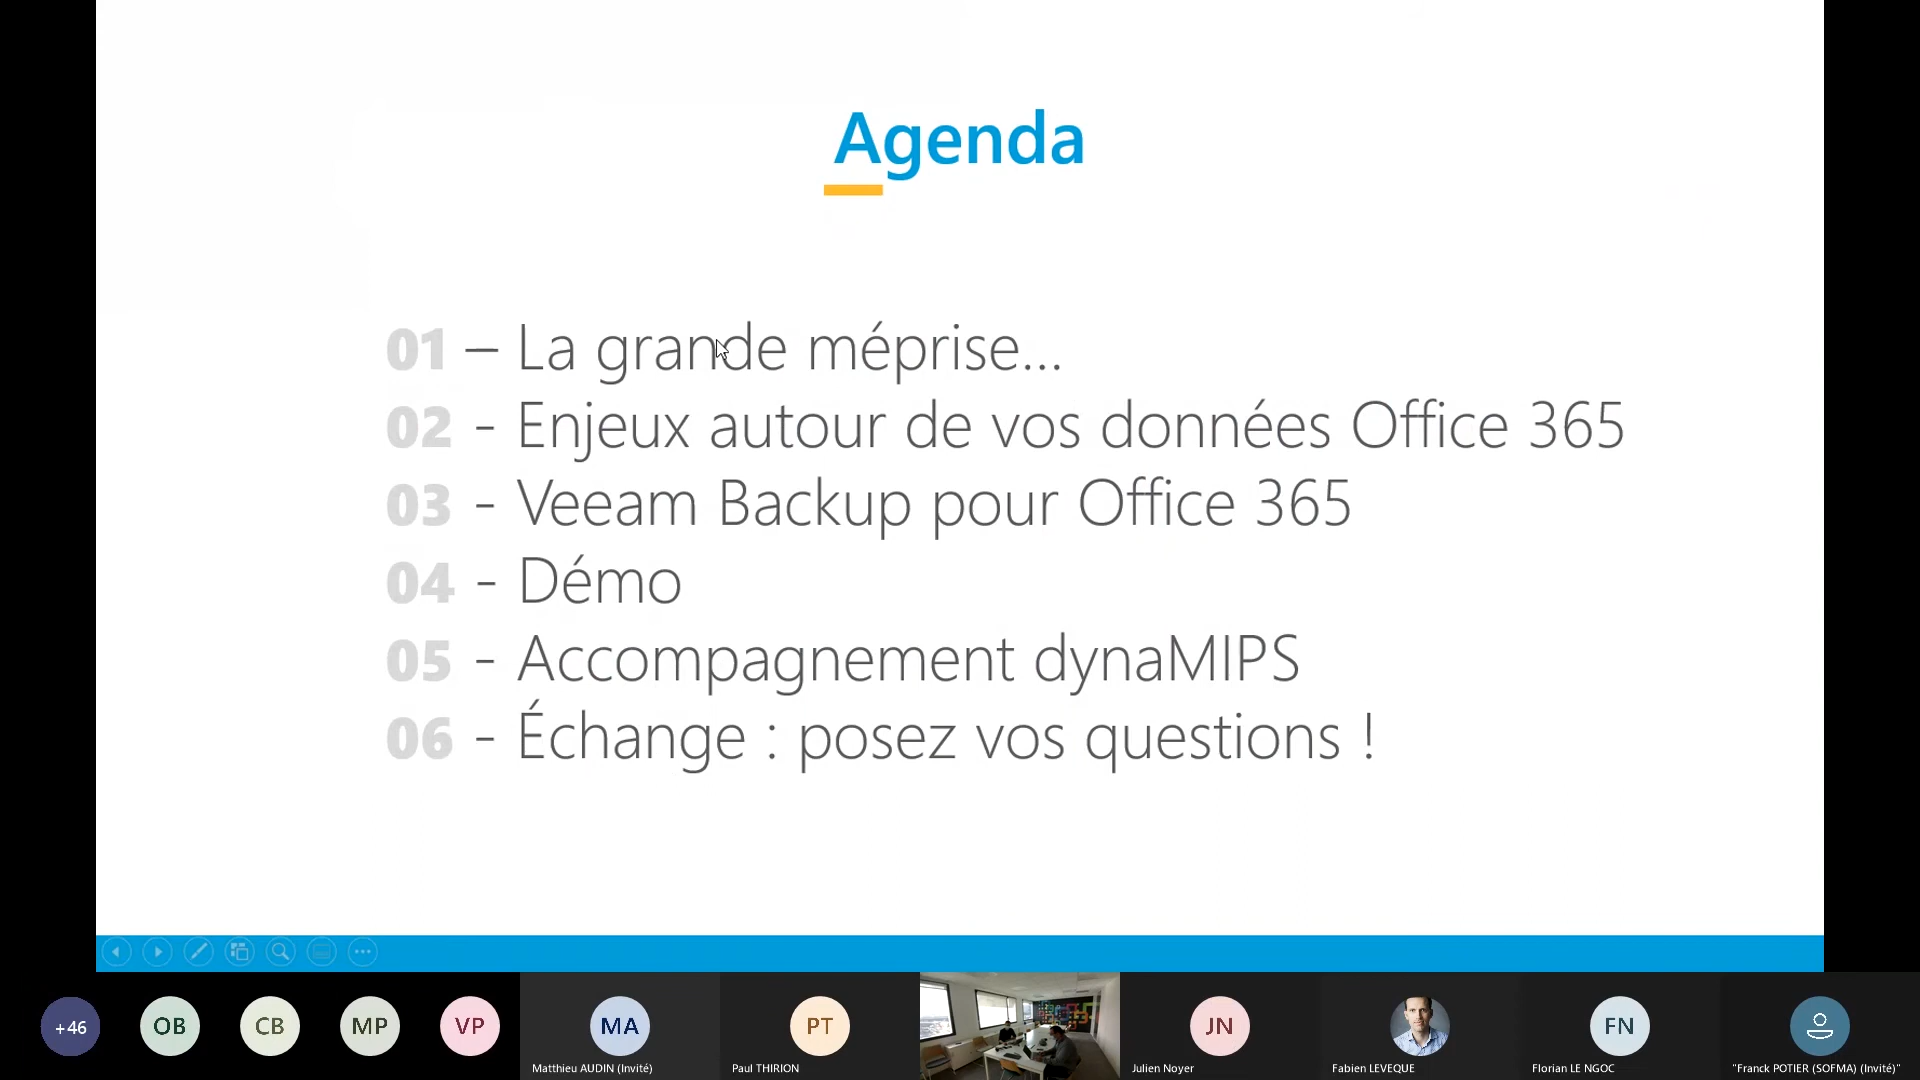 Agenda
01 – La grande méprise...
02 - Enjeux autour de vos données Office 365
03 - Veeam Backup pour Office 365
04 - Démo
05 - Accompagnement dynaMIPS
06 - Échange : posez vos questions !
+46
OB
CB
MP
VP
MA
PT
JN
FN
Matthieu AUDIN (Invité)
Paul THIRION
Julien Noyer
Fabien LEVEQUE
Florian LE NGOC
"Franck POTIER (SOFMA) (Invité)"